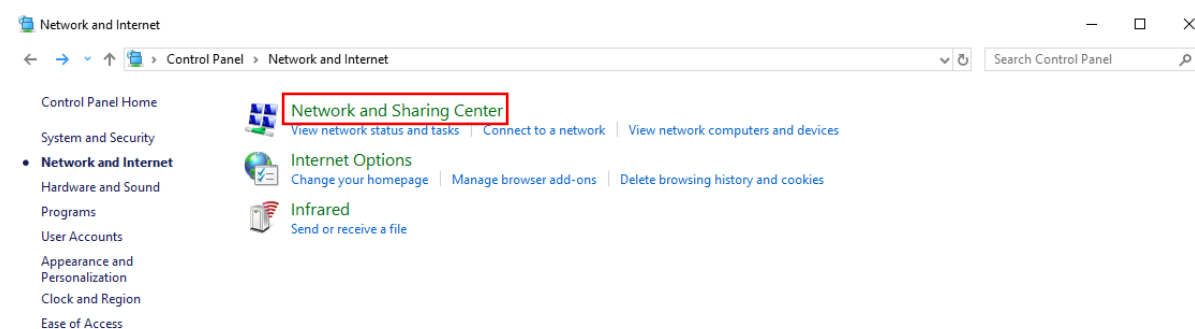 Network and Internet
Control Panel > Network and Internet
Search Control Panel
Control Panel Home
System and Security
Network and Internet
Hardware and Sound
Programs
User Accounts
Appearance and
Personalization
Clock and Region
Ease of Access
Network and Sharing Center
View network status and tasks | Connect to a network | View network computers and devices
Internet Options
Change your homepage | Manage browser add-ons | Delete browsing history and cookies
Infrared
Send or receive a file